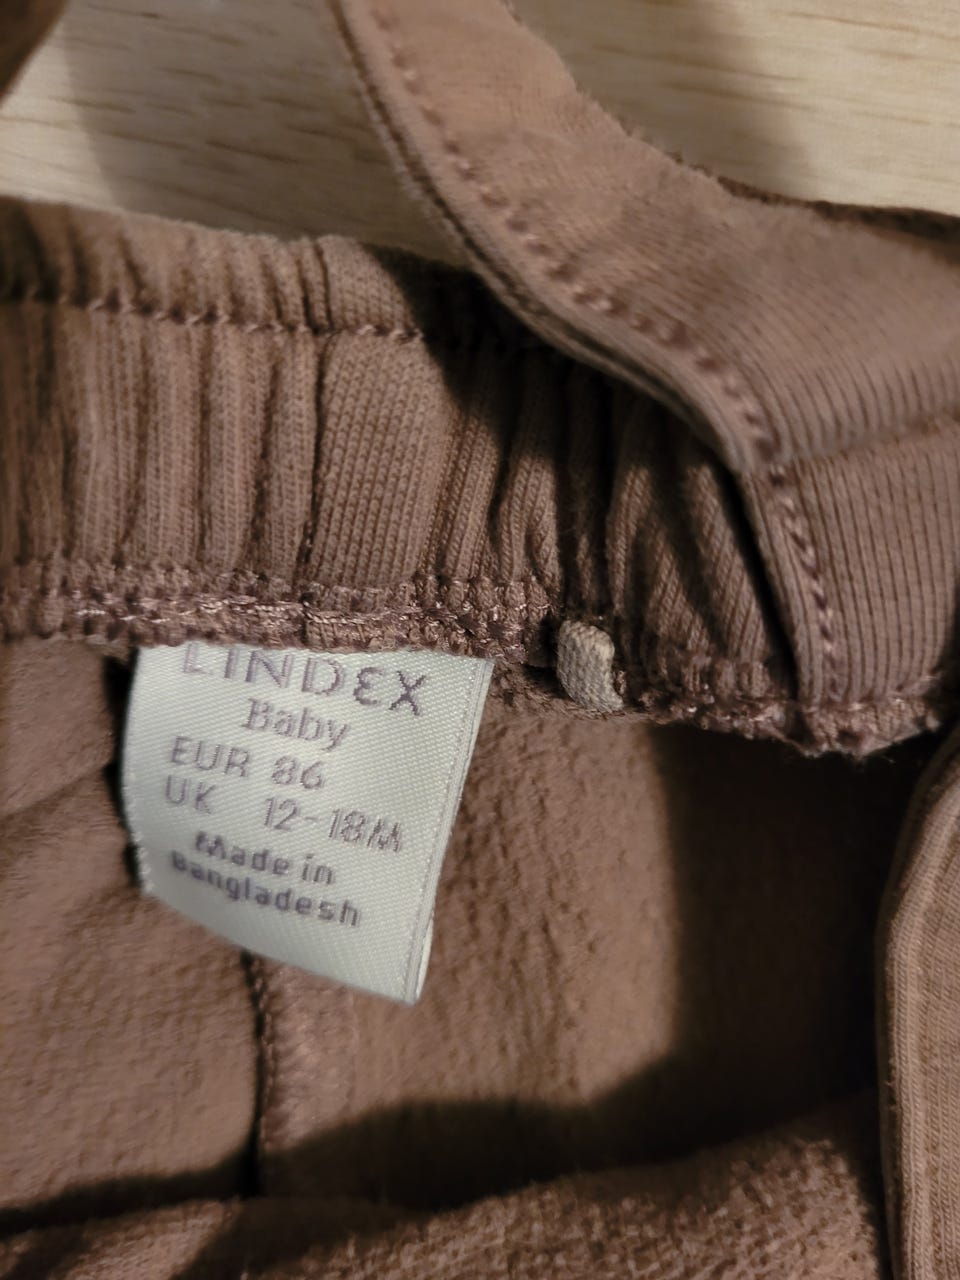 LINDEX
Baby
EUR 86
UK 12-18M
Made in
Bangladesh